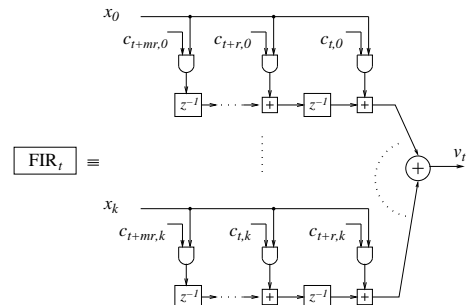 x_0
c_{t+mr,0} c_{t+r,0} c_{t,0}
z^{-1} + z^{-1} +
FIR_t ≡ + v_t
x_k
c_{t+mr,k} c_{t,k} c_{t+r,k}
z^{-1} + z^{-1} +